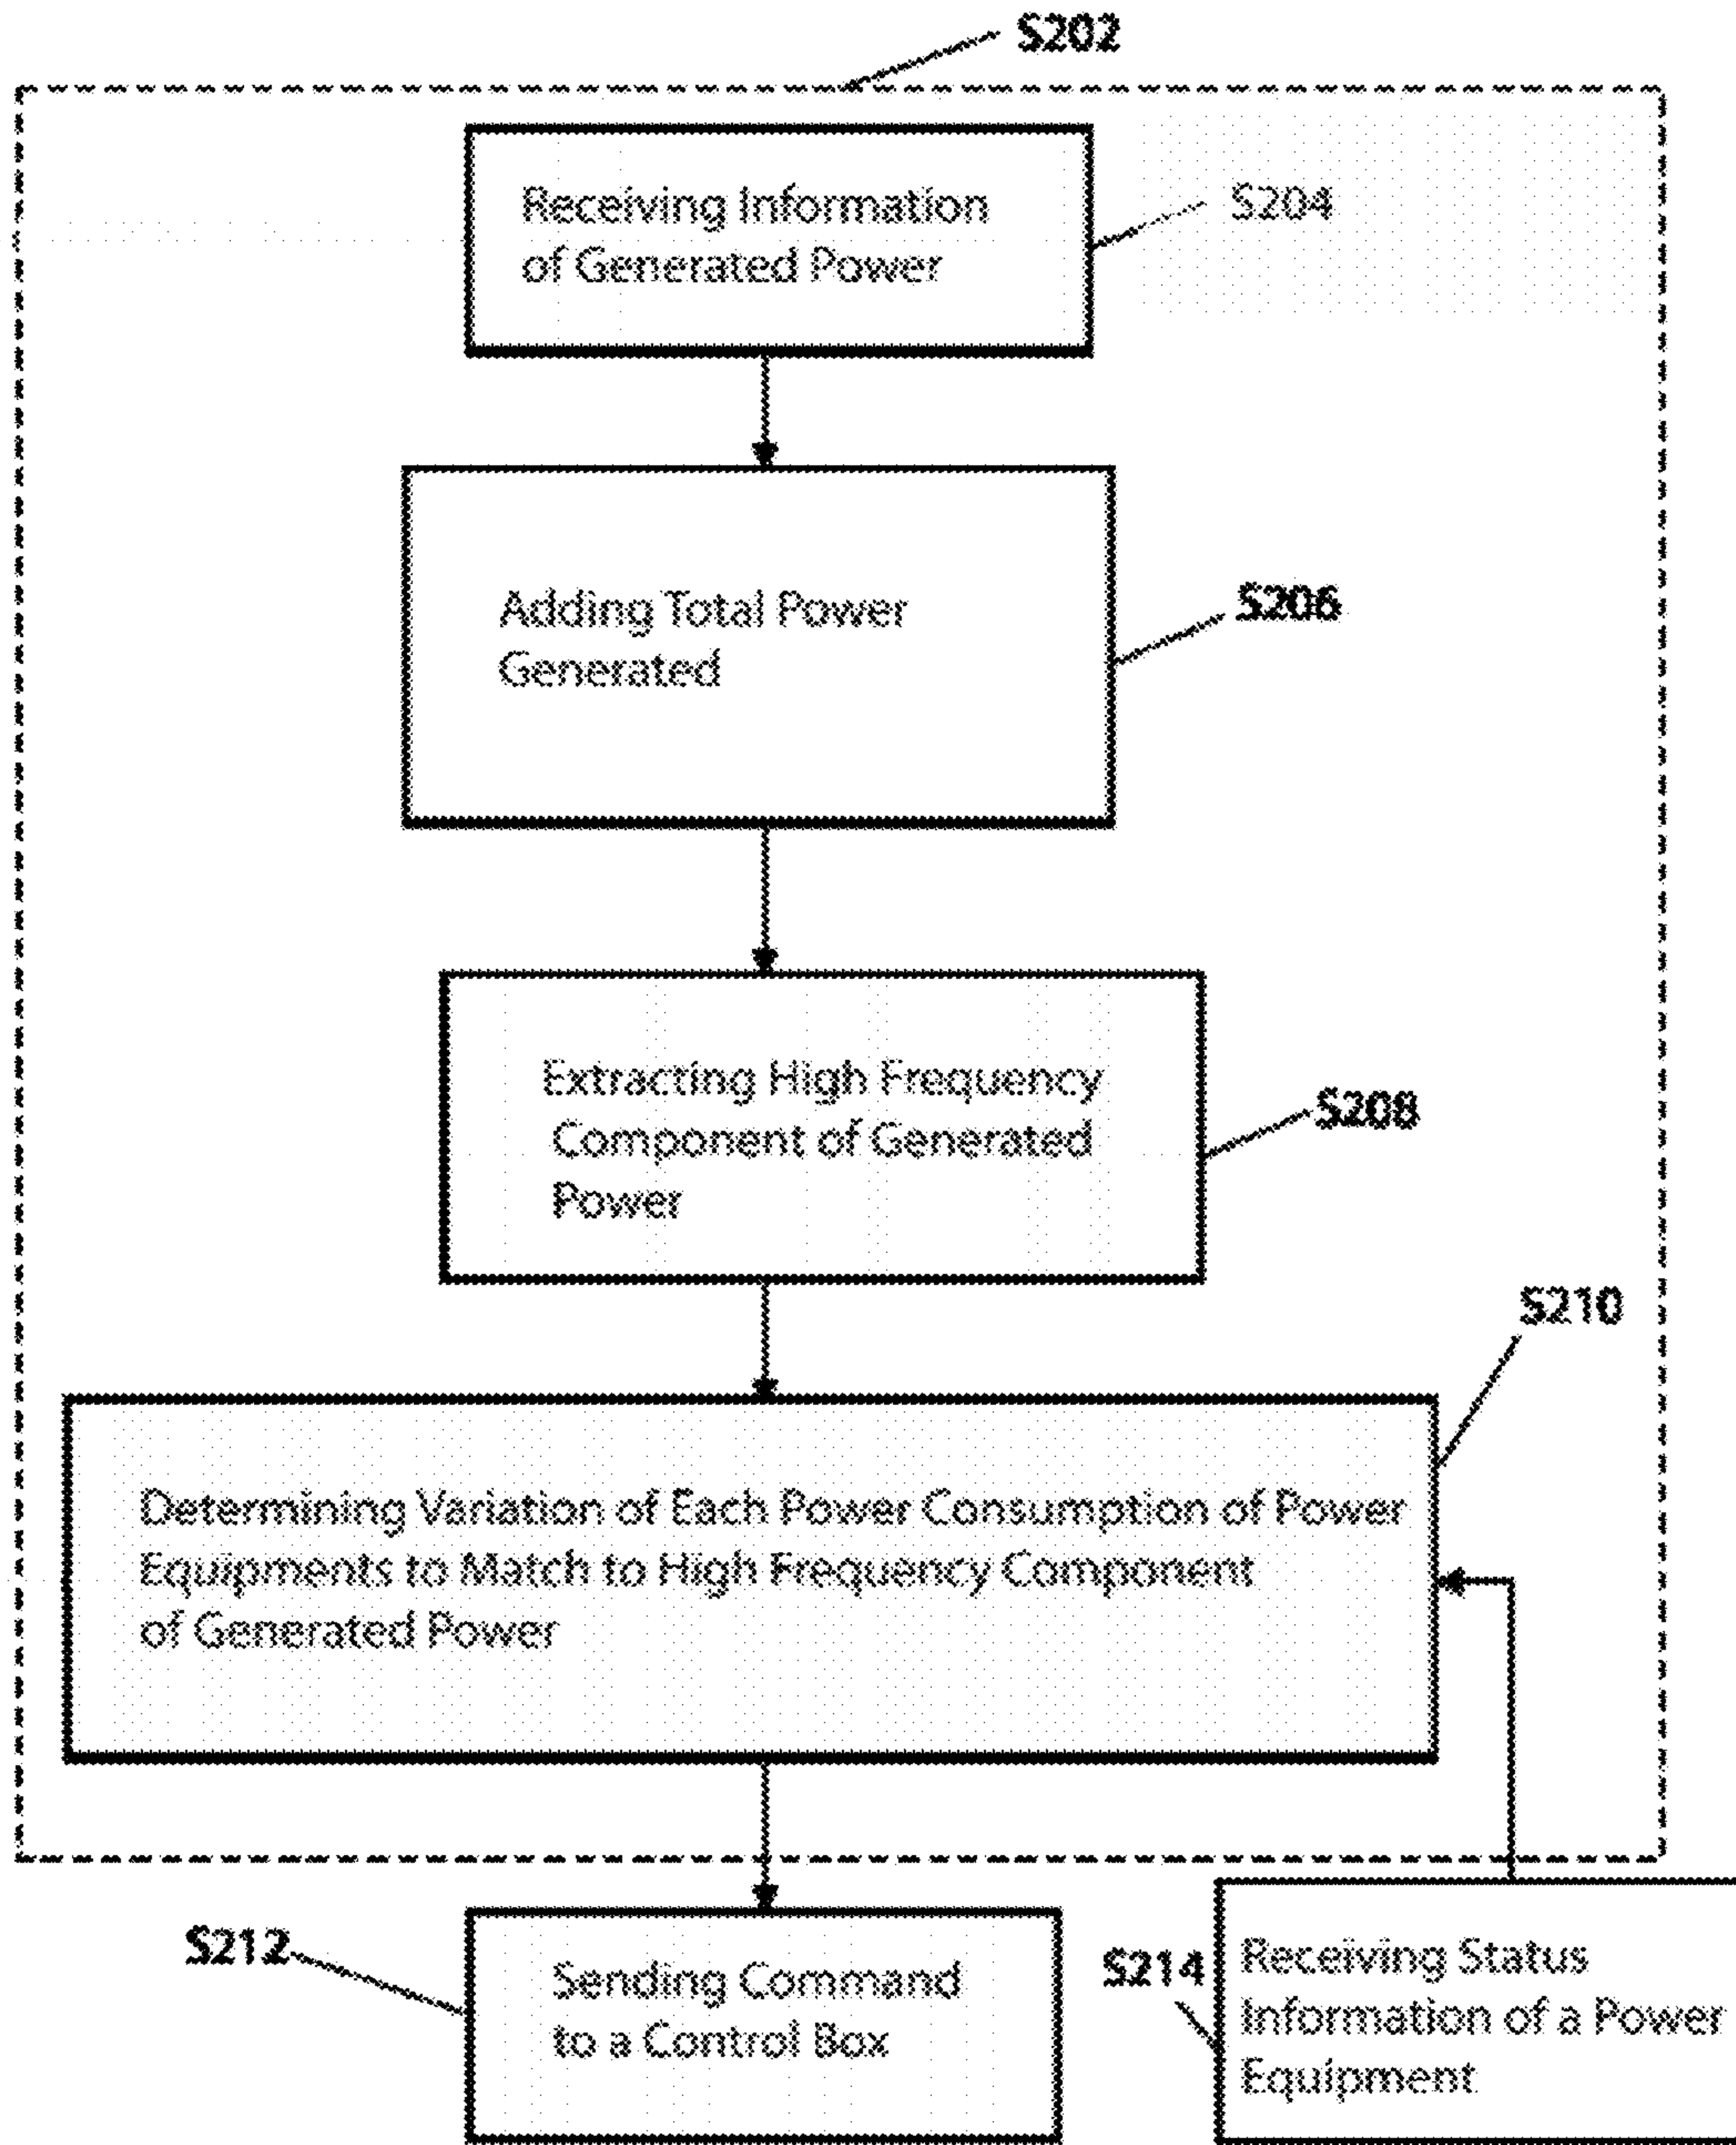 S202
Receiving Information
of Generated Power
S204
Adding Total Power
Generated
S206
Extracting High Frequency
Component of Generated
Power
S208
S210
Determining Variation of Each Power Consumption of Power
Equipments to Match to High Frequency Component
of Generated Power
S212
Sending Command
to a Control Box
S214
Receiving Status
Information of a Power
Equipment